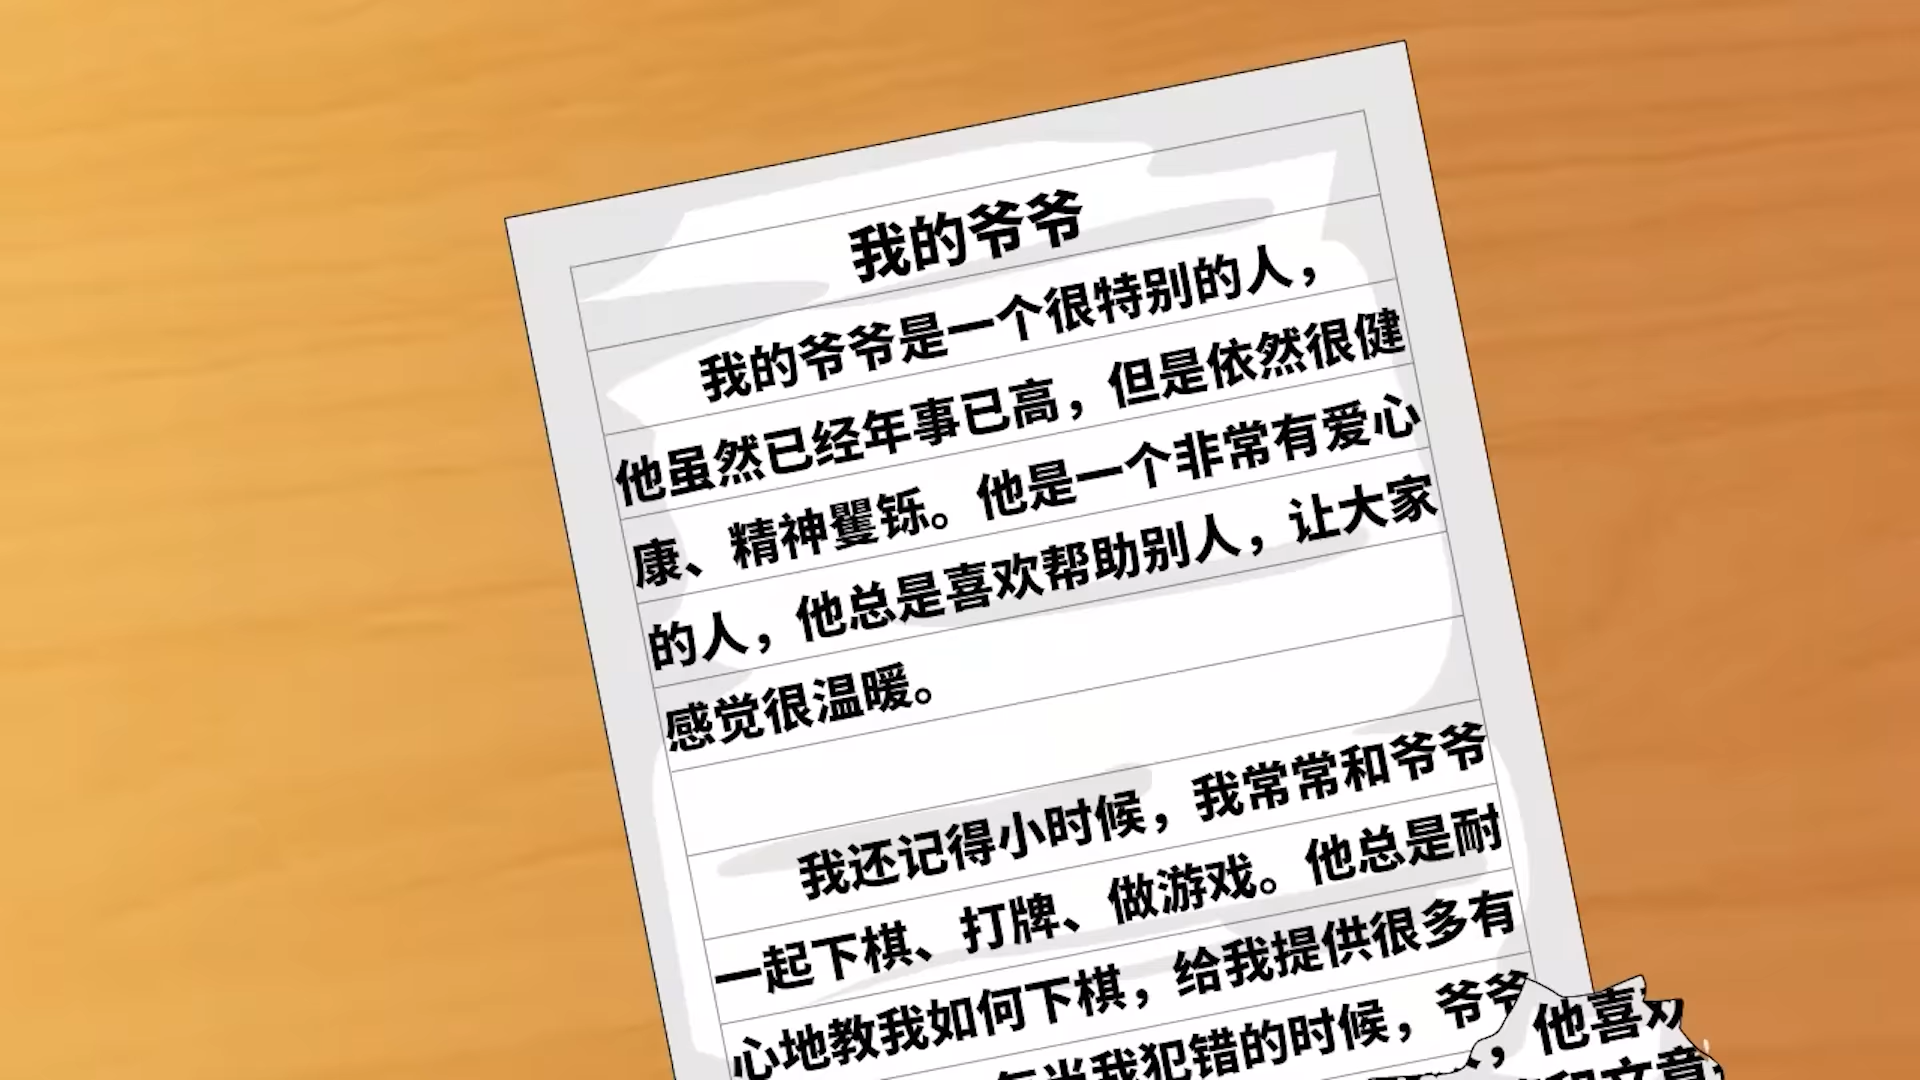 我的爷爷
我的爷爷是一个很特别的人，
他虽然已经年事已高，但是依然很健
康、精神矍铄。他是一个非常有爱心
的人，他总是喜欢帮助别人，让大家
感觉很温暖。
我还记得小时候，我常常和爷爷
一起下棋、打牌、做游戏。他总是耐
心地教我如何下棋，给我提供很多有
当我犯错的时候，爷爷
，他喜欢
文章